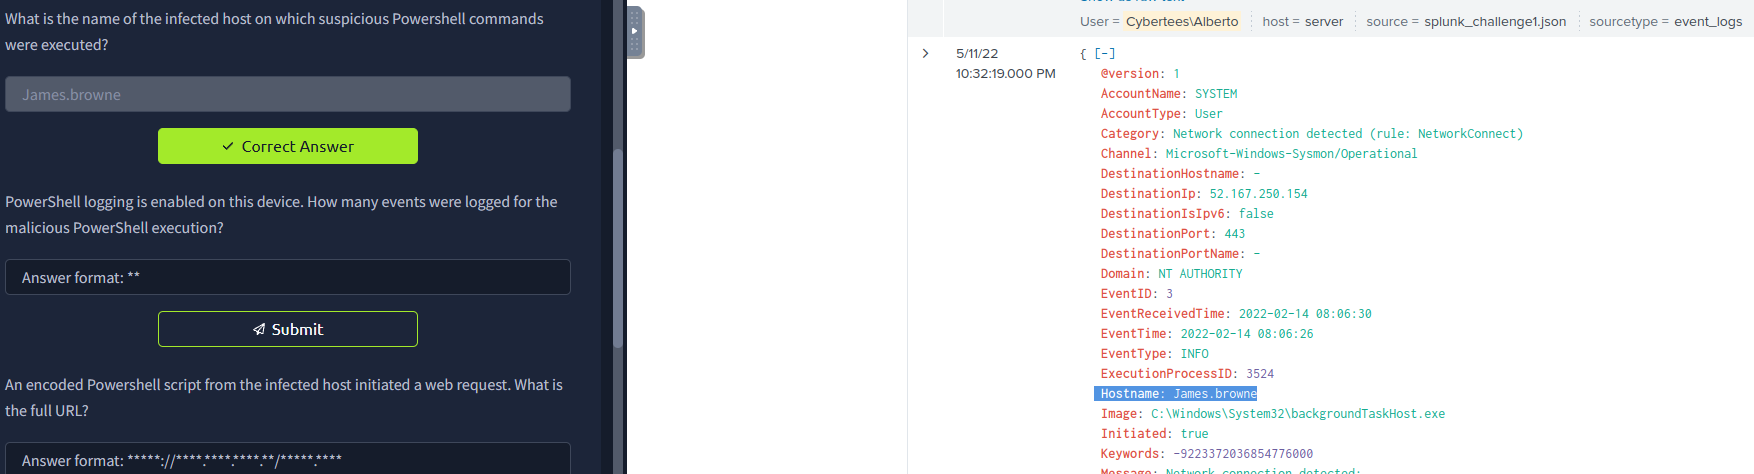 What is the name of the infected host on which suspicious Powershell commands
were executed?
James.browne
Correct Answer
PowerShell logging is enabled on this device. How many events were logged for the
malicious PowerShell execution?
Answer format: **
Submit
An encoded Powershell script from the infected host initiated a web request. What is
the full URL?
Answer format: *****://****.****.****.**/*****.****
User = Cybertees\Alberto host = server source = splunk_challenge1.json sourcetype = event_logs
5/11/22
10:32:19.000 PM
{ [-]
@version: 1
AccountName: SYSTEM
AccountType: User
Category: Network connection detected (rule: NetworkConnect)
Channel: Microsoft-Windows-Sysmon/Operational
DestinationHostname: -
DestinationIp: 52.167.250.154
DestinationIsIpv6: false
DestinationPort: 443
DestinationPortName: -
Domain: NT AUTHORITY
EventID: 3
EventReceivedTime: 2022-02-14 08:06:30
EventTime: 2022-02-14 08:06:26
EventType: INFO
ExecutionProcessID: 3524
Hostname: James.browne
Image: C:\Windows\System32\backgroundTaskHost.exe
Initiated: true
Keywords: -9223372036854776000
Message: Network connection detected: